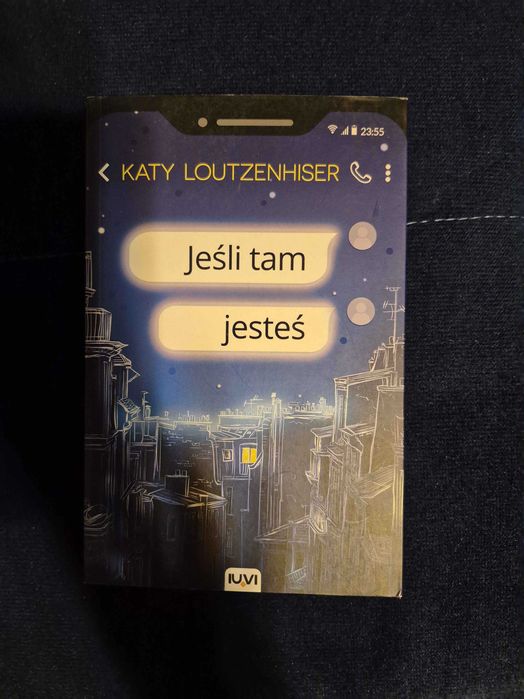 23:55
KATY LOUTZENHISER
Jeśli tam
jesteś
IUVI